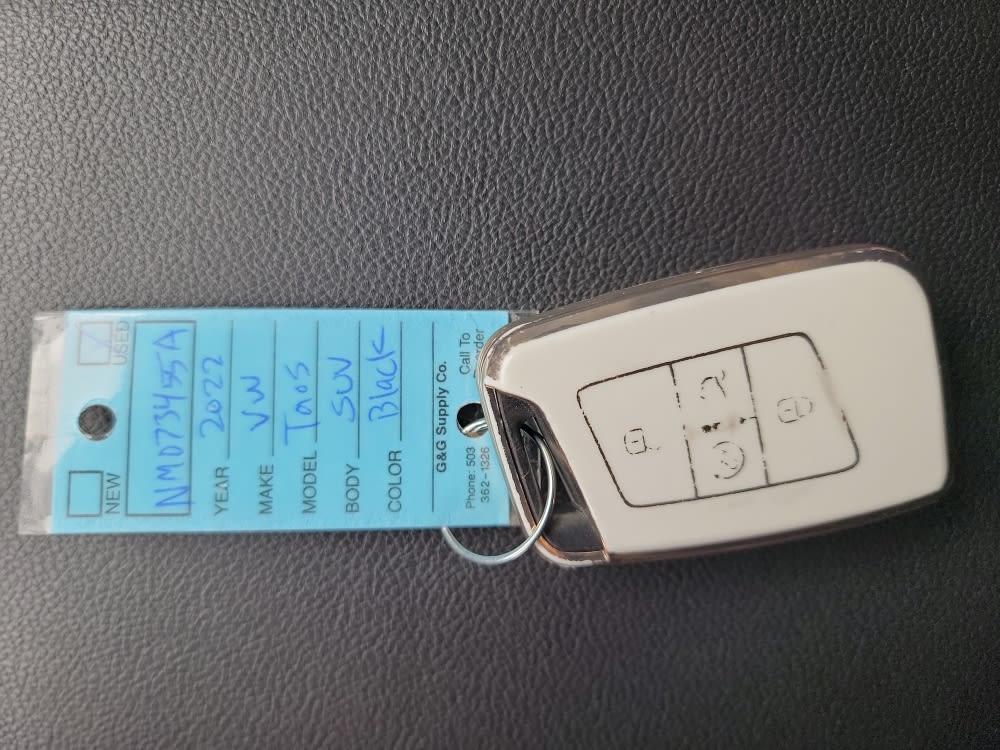 NEW USED
NM073455A
YEAR 2022
MAKE VW
MODEL Taos
BODY SUV
COLOR Black
G&G Supply Co.
Phone: 503 Call To
362-1326